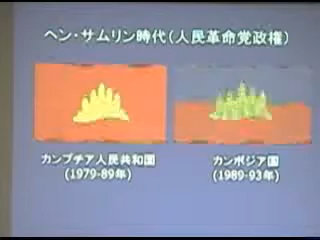 ヘン・サムリン時代(人民革命党政権)
カンプチア人民共和国
(1979-89年)
カンボジア国
(1989-93年)